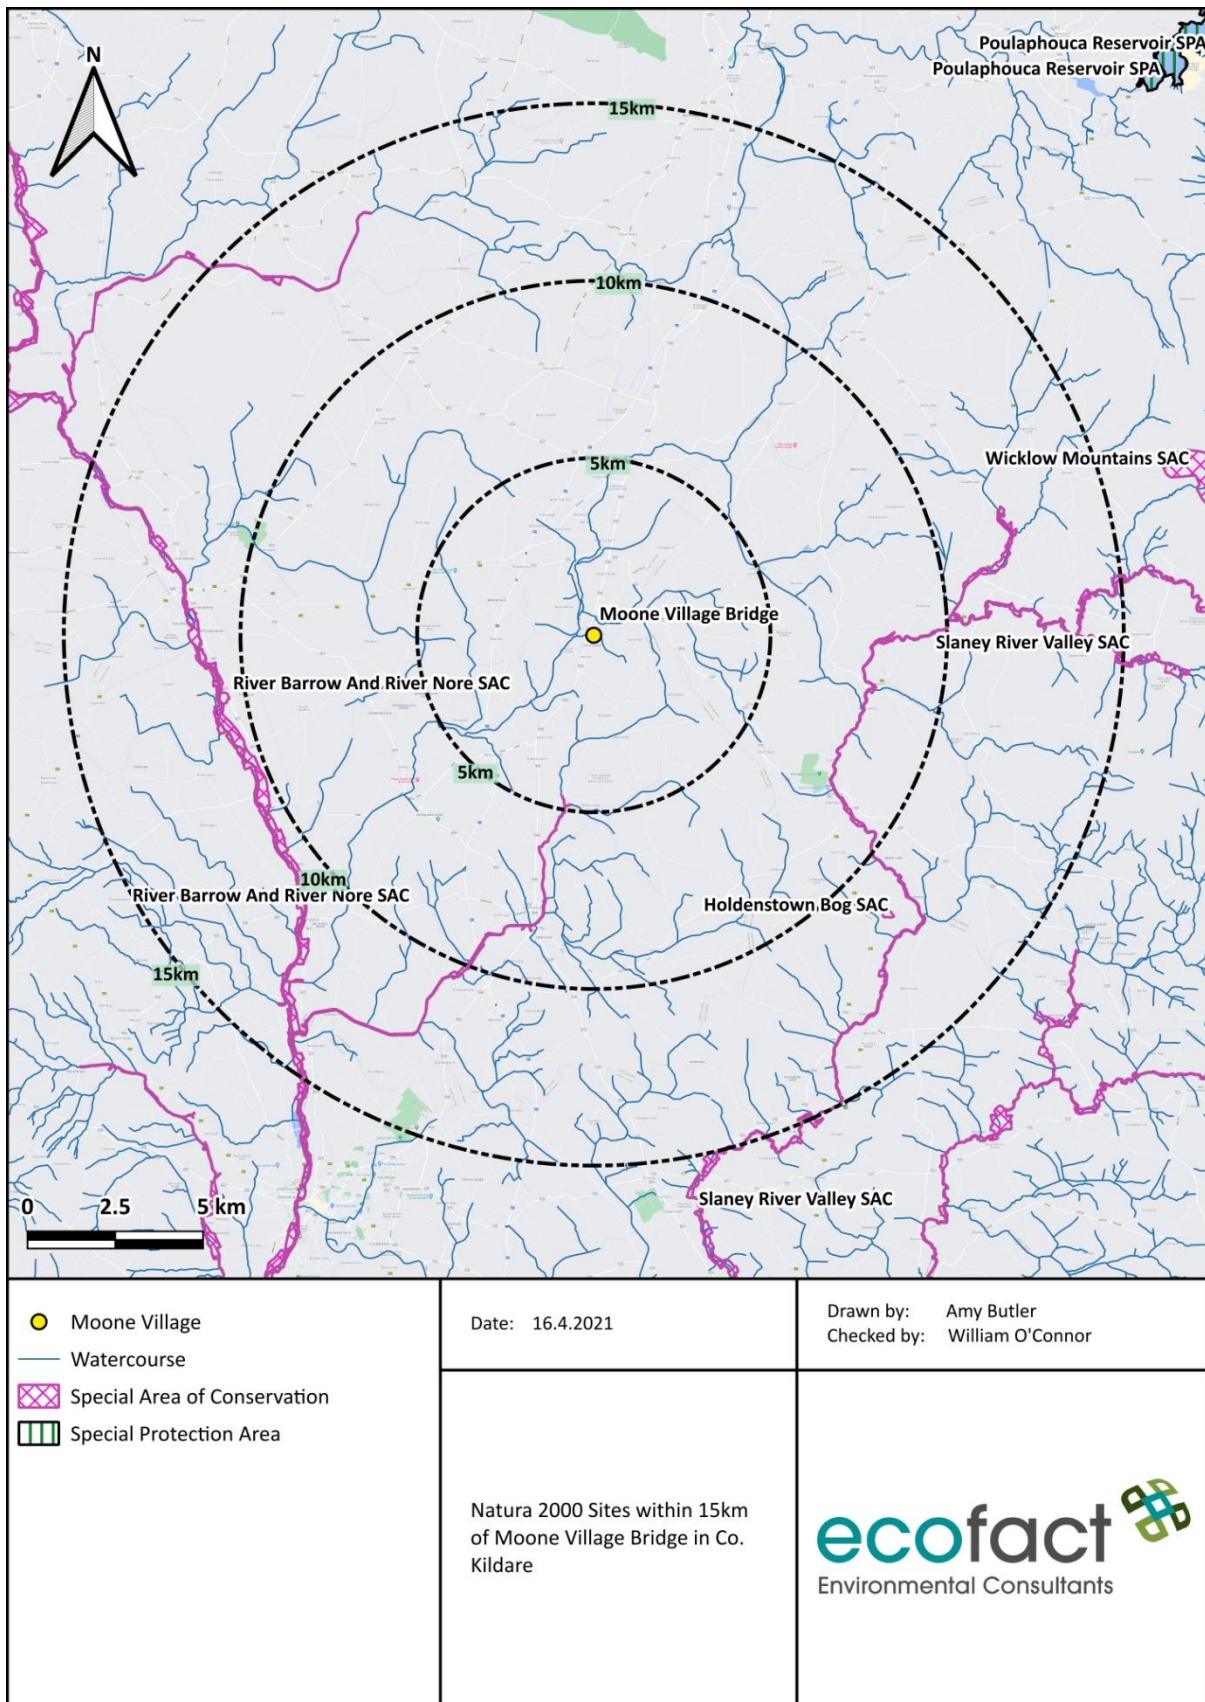 Poulaphouca Reservoir SPA
Poulaphouca Reservoir SPA
N
15km
10km
Wicklow Mountains SAC
5km
Moone Village Bridge
Slaney River Valley SAC
River Barrow And River Nore SAC
5km
10km
River Barrow And River Nore SAC
Holdenstown Bog SAC
15km
Slaney River Valley SAC
0 2.5 5 km
Moone Village
Watercourse
Special Area of Conservation
Special Protection Area
Date: 16.4.2021
Drawn by: Amy Butler
Checked by: William O'Connor
Natura 2000 Sites within 15km
of Moone Village Bridge in Co.
Kildare
ecofact
Environmental Consultants